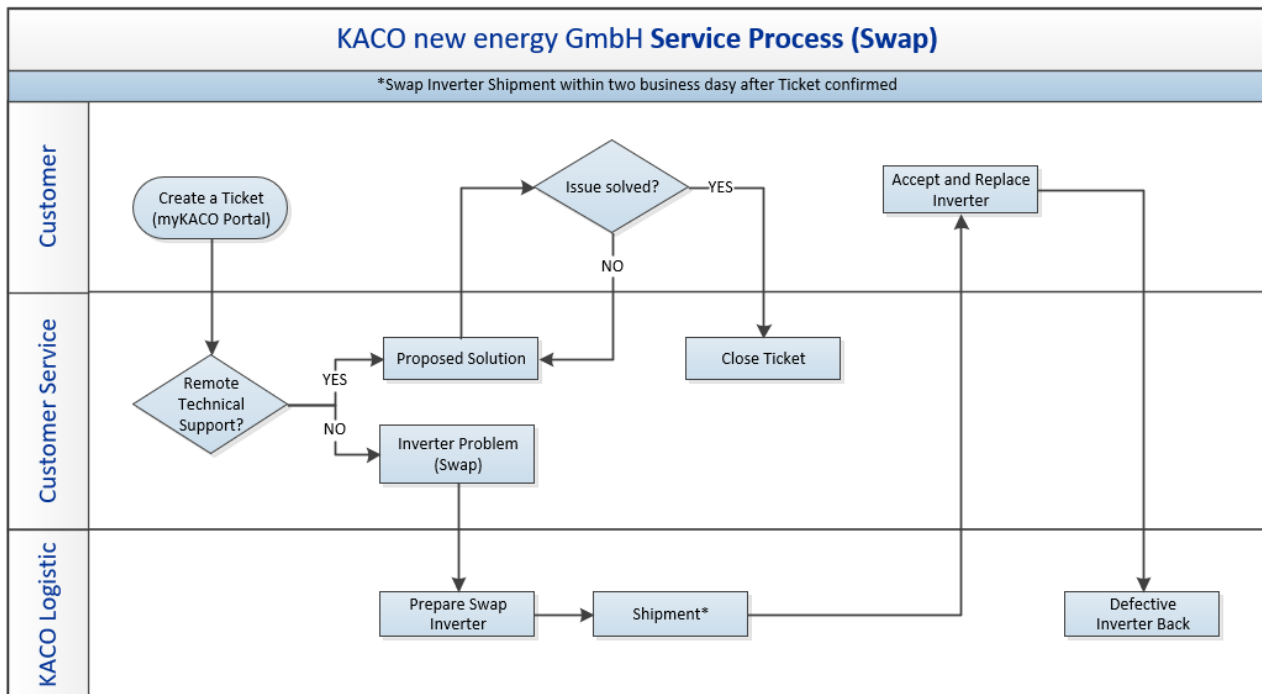 KACO new energy GmbH Service Process (Swap)
*Swap Inverter Shipment within two business dasy after Ticket confirmed
Customer
Create a Ticket
(myKACO Portal)
Issue solved?
YES
NO
Accept and Replace
Inverter
Customer Service
Remote
Technical
Support?
YES
NO
Proposed Solution
Close Ticket
Inverter Problem
(Swap)
KACO Logistic
Prepare Swap
Inverter
Shipment*
Defective
Inverter Back